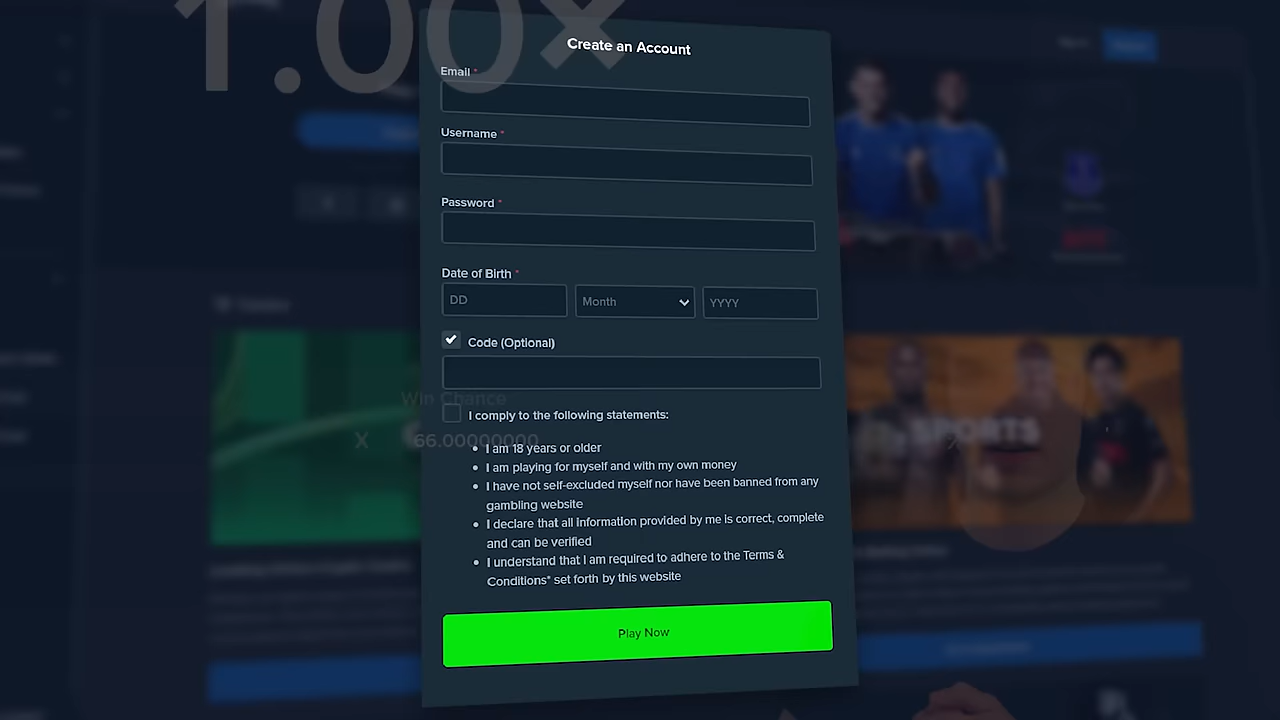 1.00×
Create an Account
Email *
Username *
Password *
Date of Birth *
DD
Month
YYYY
Code (Optional)
Win Chance
I comply to the following statements:
X
66.00000000
SPORTS
• I am 18 years or older
• I am playing for myself and with my own money
• I have not self-excluded myself nor have been banned from any
gambling website
• I declare that all information provided by me is correct, complete
and can be verified
• I understand that I am required to adhere to the Terms &
Conditions* set forth by this website
Play Now